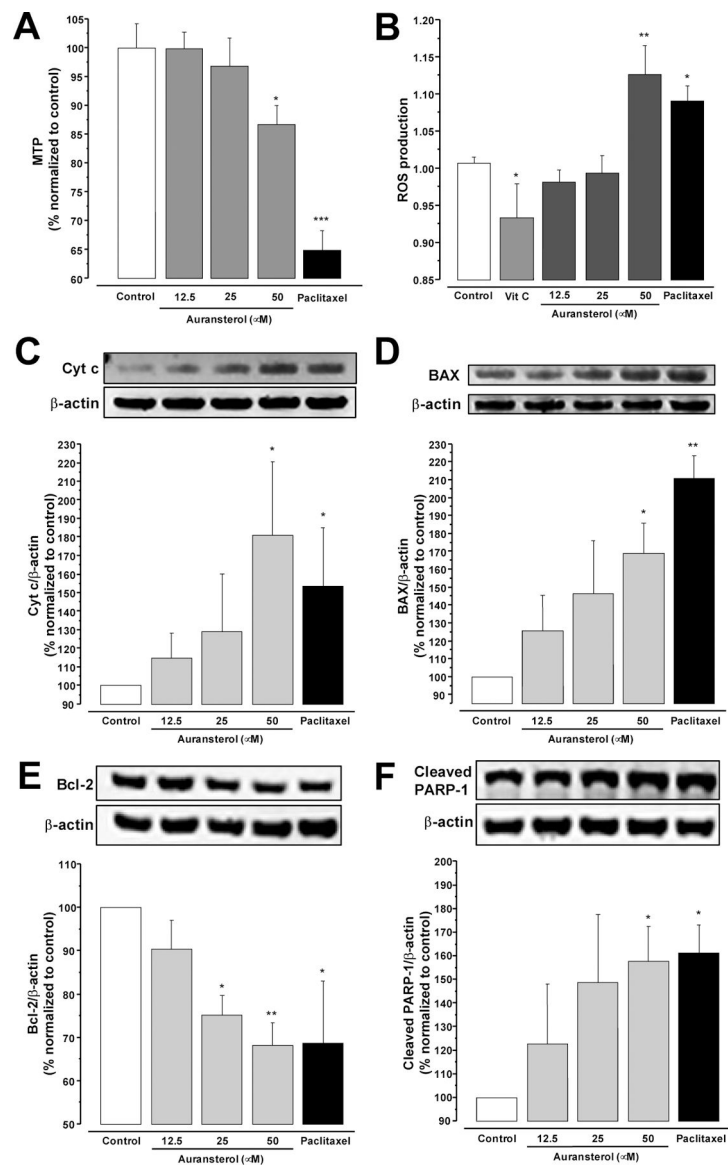 A
MTP
(% normalized to control)
105
100
95
90
85
80
75
70
65
60
*
***
Control 12.5 25 50 Paclitaxel
Auransterol (∝M)
B
ROS production
1.20
1.15
1.10
1.05
1.00
0.95
0.90
0.85
*
**
*
Control Vit C 12.5 25 50 Paclitaxel
Auransterol (∝M)
C
Cyt c
β-actin
Cyt c/β-actin
(% normalized to control)
230
220
210
200
190
180
170
160
150
140
130
120
110
100
90
*
*
Control 12.5 25 50 Paclitaxel
Auransterol (∝M)
D
BAX
β-actin
BAX/β-actin
(% normalized to control)
230
220
210
200
190
180
170
160
150
140
130
120
110
100
90
*
**
Control 12.5 25 50 Paclitaxel
Auransterol (∝M)
E
Bcl-2
β-actin
Bcl-2/β-actin
(% normalized to control)
110
100
90
80
70
60
50
*
**
*
Control 12.5 25 50 Paclitaxel
Auransterol (∝M)
F
Cleaved
PARP-1
β-actin
Cleaved PARP-1/β-actin
(% normalized to control)
200
190
180
170
160
150
140
130
120
110
100
90
*
*
Control 12.5 25 50 Paclitaxel
Auransterol (∝M)